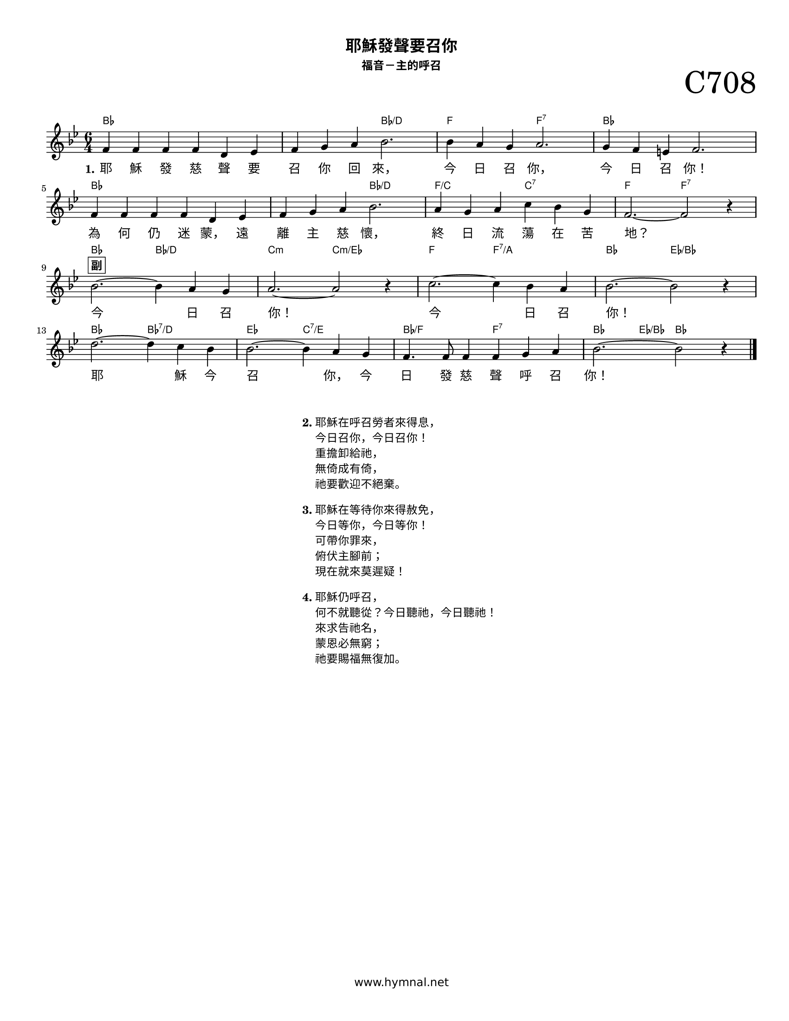 耶穌發聲要召你
福音－主的呼召
C708
B♭ B♭/D F F7 B♭
6/4
1. 耶 穌 發 慈 聲 要 召 你 回 來， 今 日 召 你， 今 日 召 你！
5 B♭ B♭/D F/C C7 F F7
為 何 仍 迷 蒙， 遠 離 主 慈 懷， 終 日 流 蕩 在 苦 地？
B♭ B♭/D Cm Cm/E♭ F F7/A B♭ E♭/B♭
9 副
今 日 召 你！ 今 日 召 你！
13 B♭ B♭7/D E♭ C7/E B♭/F F7 B♭ E♭/B♭ B♭
耶 穌 今 召 你， 今 日 發 慈 聲 呼 召 你！
2. 耶穌在呼召勞者來得息，
今日召你，今日召你！
重擔卸給祂，
無倚成有倚，
祂要歡迎不絕棄。
3. 耶穌在等待你來得赦免，
今日等你，今日等你！
可帶你罪來，
俯伏主腳前；
現在就來莫遲疑！
4. 耶穌仍呼召，
何不就聽從？今日聽祂，今日聽祂！
來求告祂名，
蒙恩必無窮；
祂要賜福無復加。
www.hymnal.net